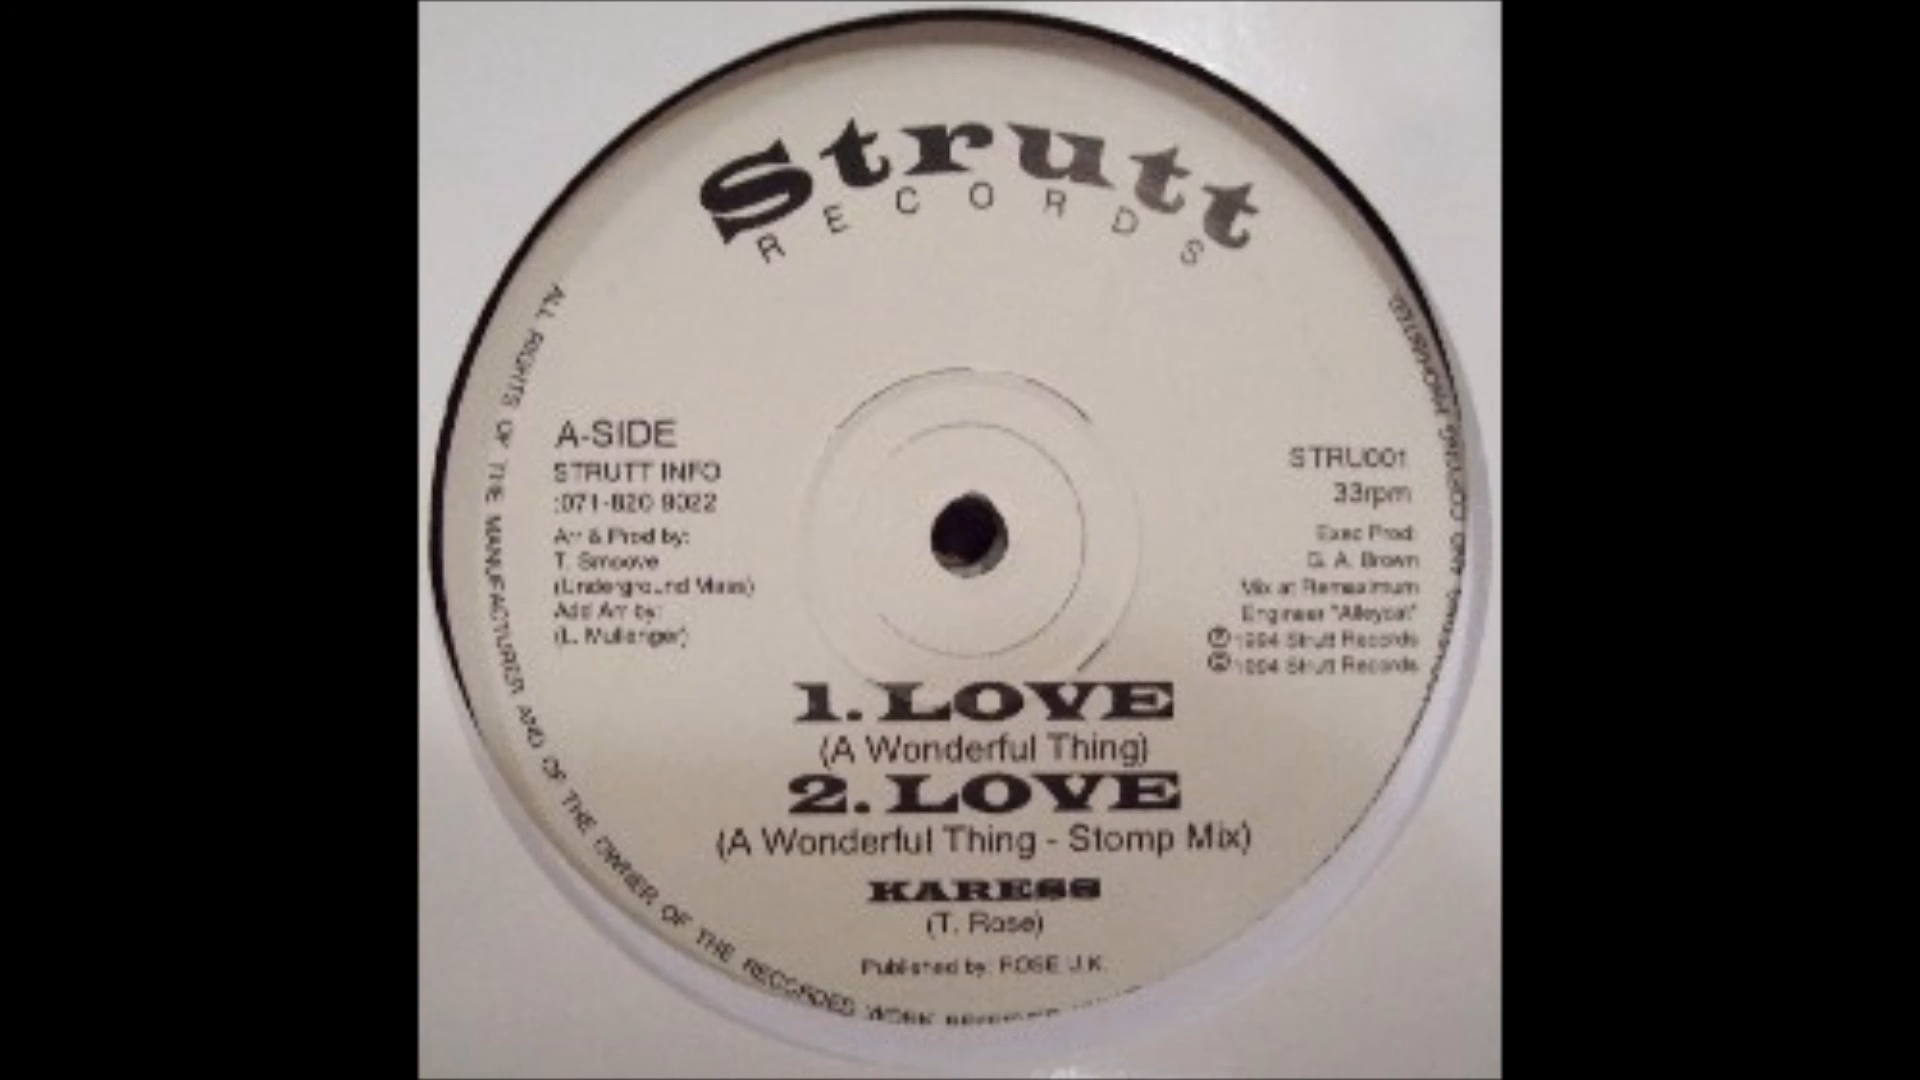 Strutt
RECORDS
A-SIDE
STRUTT INFO
:071-820 9022
Arr & Prod by:
T. Smoove
(Underground Mass)
Add Arr by:
(L. Mullenger)
STRU001
33rpm
Exec Prod:
G. A. Brown
Mix at Remaximum
Engineer "Alleycat"
℗ 1994 Strutt Records
© 1994 Strutt Records
1. LOVE
(A Wonderful Thing)
2. LOVE
(A Wonderful Thing - Stomp Mix)
KARESS
(T. Rose)
Published by: ROSE U.K.
ALL RIGHTS OF THE MANUFACTURER AND OF THE OWNER OF THE RECORDED WORK RESERVED